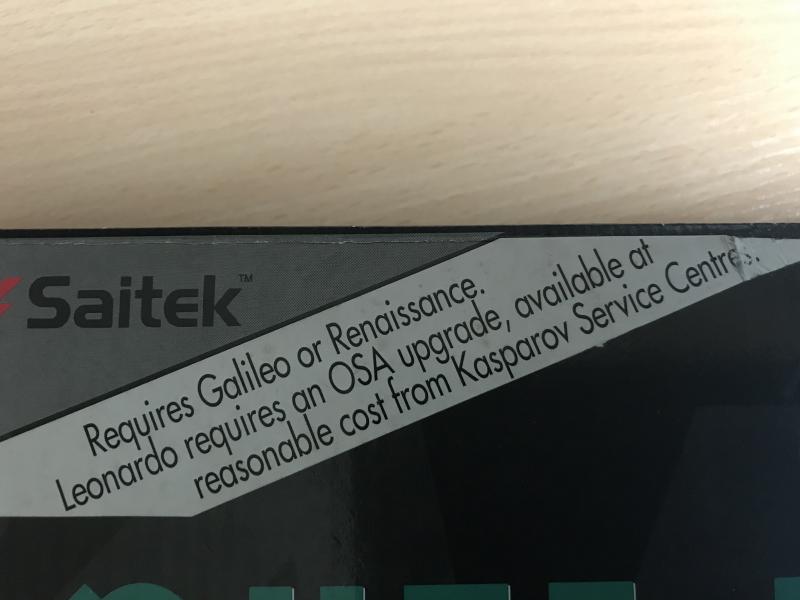 Saitek™
Requires Galileo or Renaissance.
Leonardo requires an OSA upgrade, available at
reasonable cost from Kasparov Service Centres.